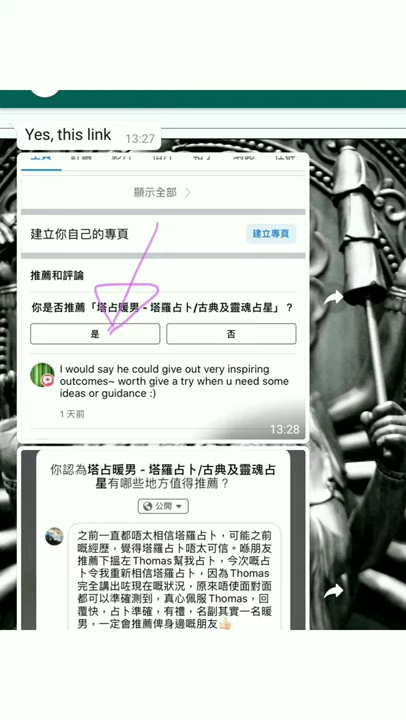 Yes, this link
13:27
顯示全部
建立你自己的專頁
建立專頁
推薦和評論
你是否推薦「塔占暖男 - 塔羅占卜/古典及靈魂占星」？
是
否
I would say he could give out very inspiring
outcomes~ worth give a try when u need some
ideas or guidance :)
1 天前
13:28
你認為塔占暖男 - 塔羅占卜/古典及靈魂占
星有哪些地方值得推薦？
公開
之前一直都唔太相信塔羅占卜，可能之前
嘅經歷，覺得塔羅占卜唔太可信。喺朋友
推薦下搵左Thomas幫我占卜，今次嘅占
卜令我重新相信塔羅占卜，因為Thomas
完全講出咗現在嘅狀況，原來唔使面對面
都可以準確測到，真心佩服Thomas，回
覆快，占卜準確，有禮，名副其實一名暖
男，一定會推薦俾身邊嘅朋友👍🏻